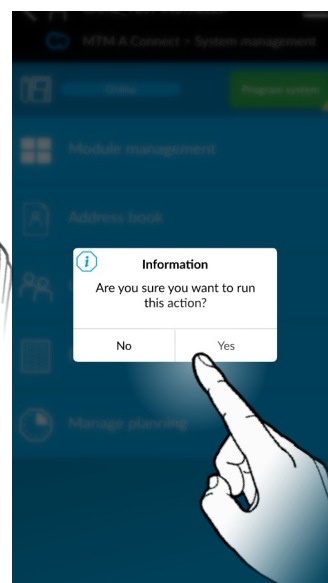 MTM A Connect • System management
Online
Program system
Module management
Address book
Information
Are you sure you want to run
this action?
No
Yes
Manage planning